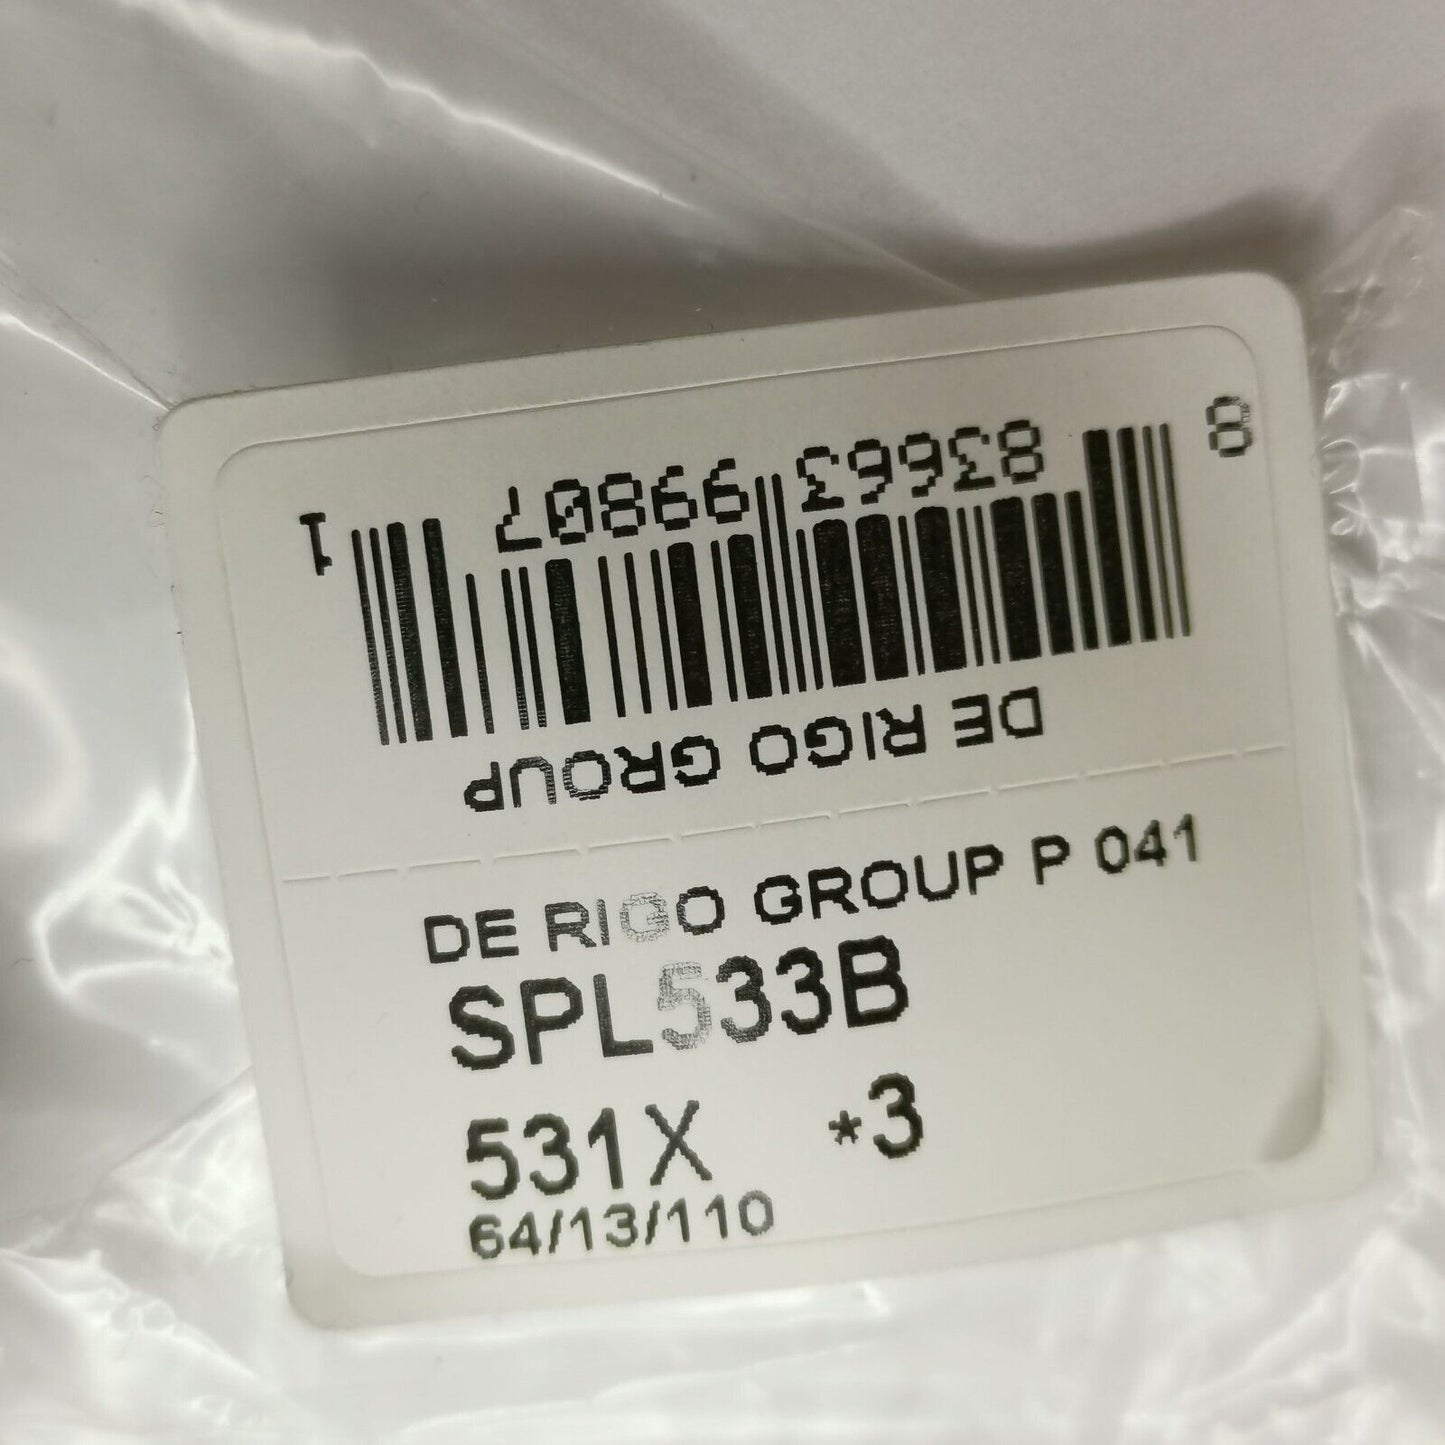 DE RIGO GROUP
8 83663 99807 1
DE RIGO GROUP P 041
SPL533B
531X *3
64/13/110